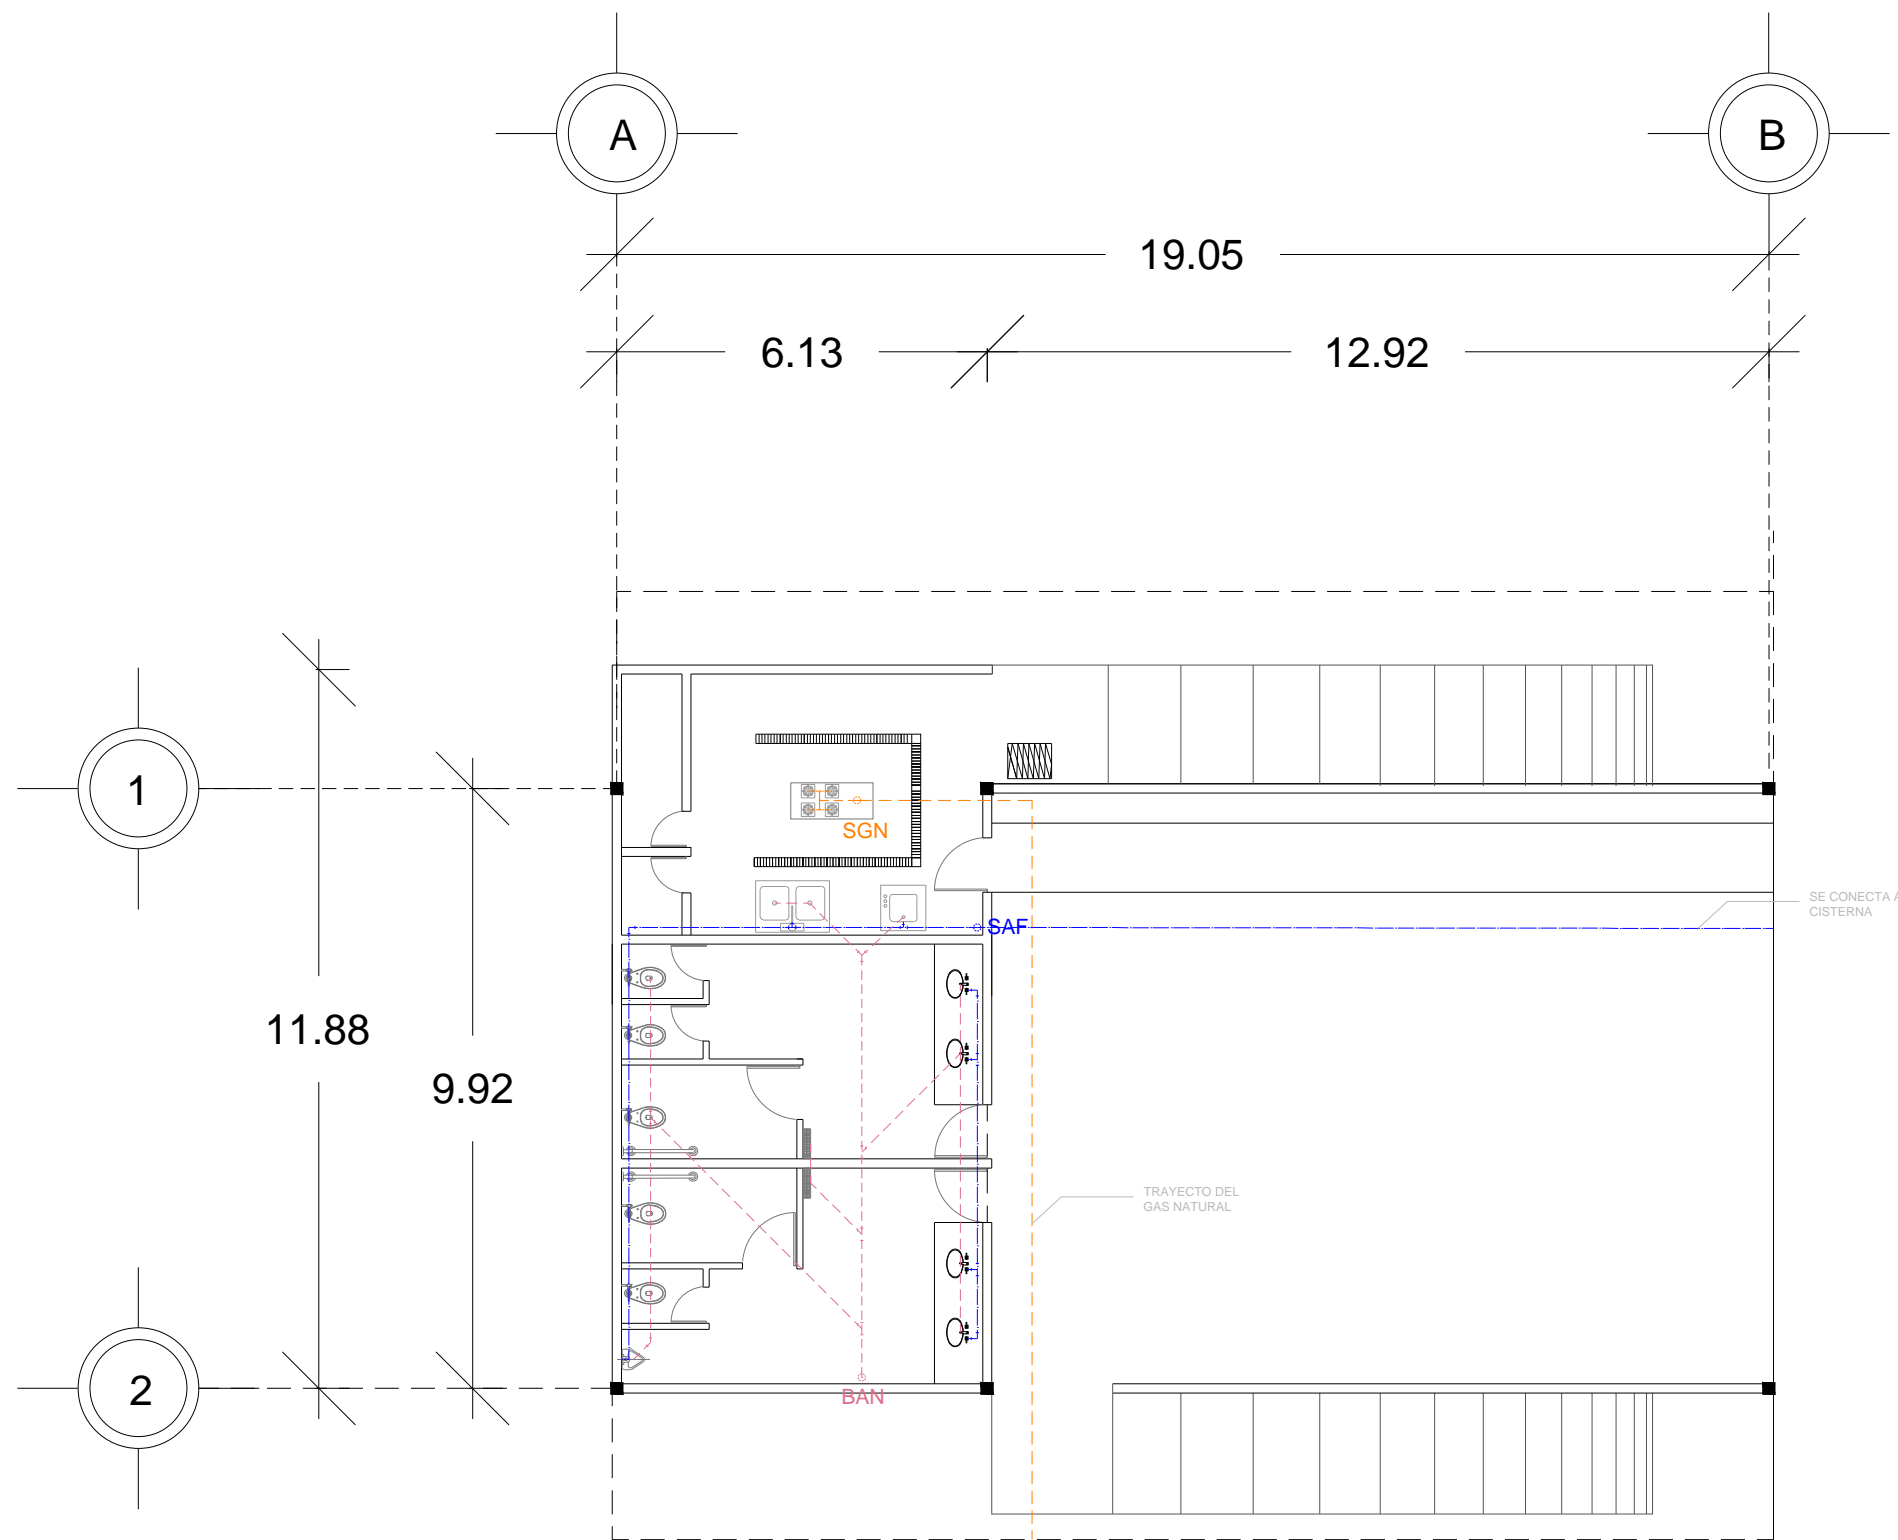 A
B
19.05
6.13
12.92
1
SGN
SE CONECTA A
CISTERNA
SAF
11.88
9.92
TRAYECTO DEL
GAS NATURAL
2
BAN